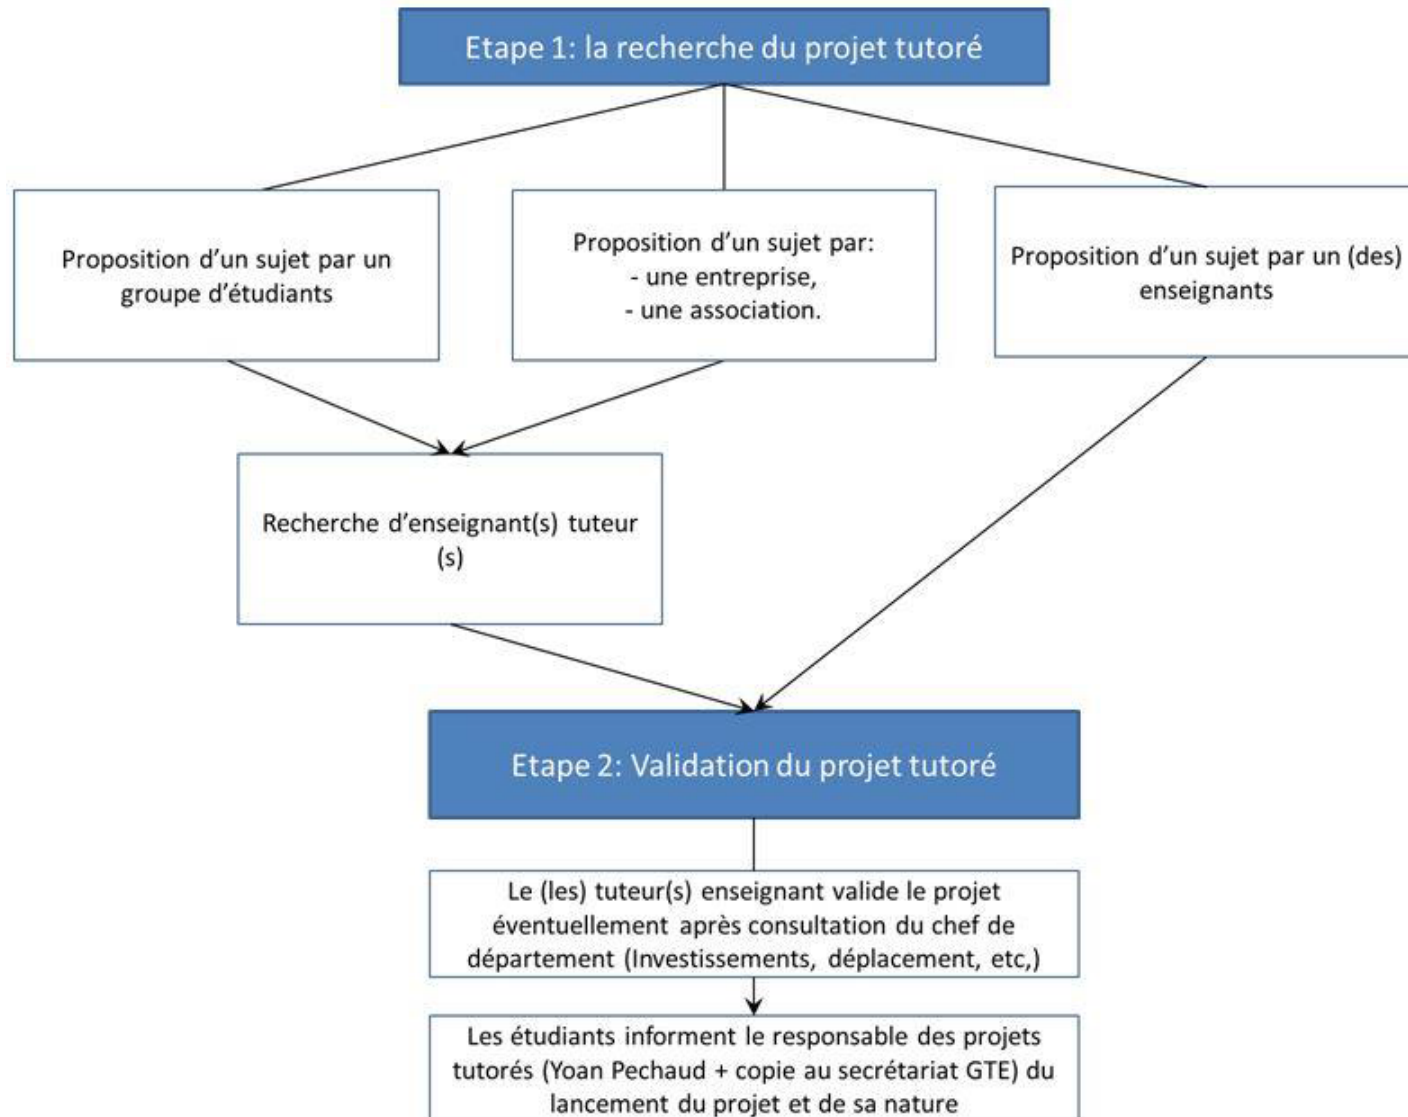 Etape 1: la recherche du projet tutoré
Proposition d’un sujet par un
groupe d’étudiants
Proposition d’un sujet par:
- une entreprise,
- une association.
Proposition d’un sujet par un (des)
enseignants
Recherche d’enseignant(s) tuteur
(s)
Etape 2: Validation du projet tutoré
Le (les) tuteur(s) enseignant valide le projet
éventuellement après consultation du chef de
département (Investissements, déplacement, etc,)
Les étudiants informent le responsable des projets
tutorés (Yoan Pechaud + copie au secrétariat GTE) du
lancement du projet et de sa nature